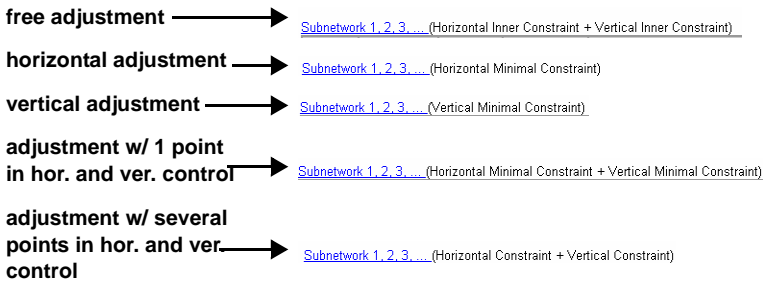 free adjustment
Subnetwork 1, 2, 3, ... (Horizontal Inner Constraint + Vertical Inner Constraint)
horizontal adjustment
Subnetwork 1, 2, 3, ... (Horizontal Minimal Constraint)
vertical adjustment
Subnetwork 1, 2, 3, ... (Vertical Minimal Constraint)
adjustment w/ 1 point
in hor. and ver. control
Subnetwork 1, 2, 3, ... (Horizontal Minimal Constraint + Vertical Minimal Constraint)
adjustment w/ several
points in hor. and ver.
control
Subnetwork 1, 2, 3, ... (Horizontal Constraint + Vertical Constraint)